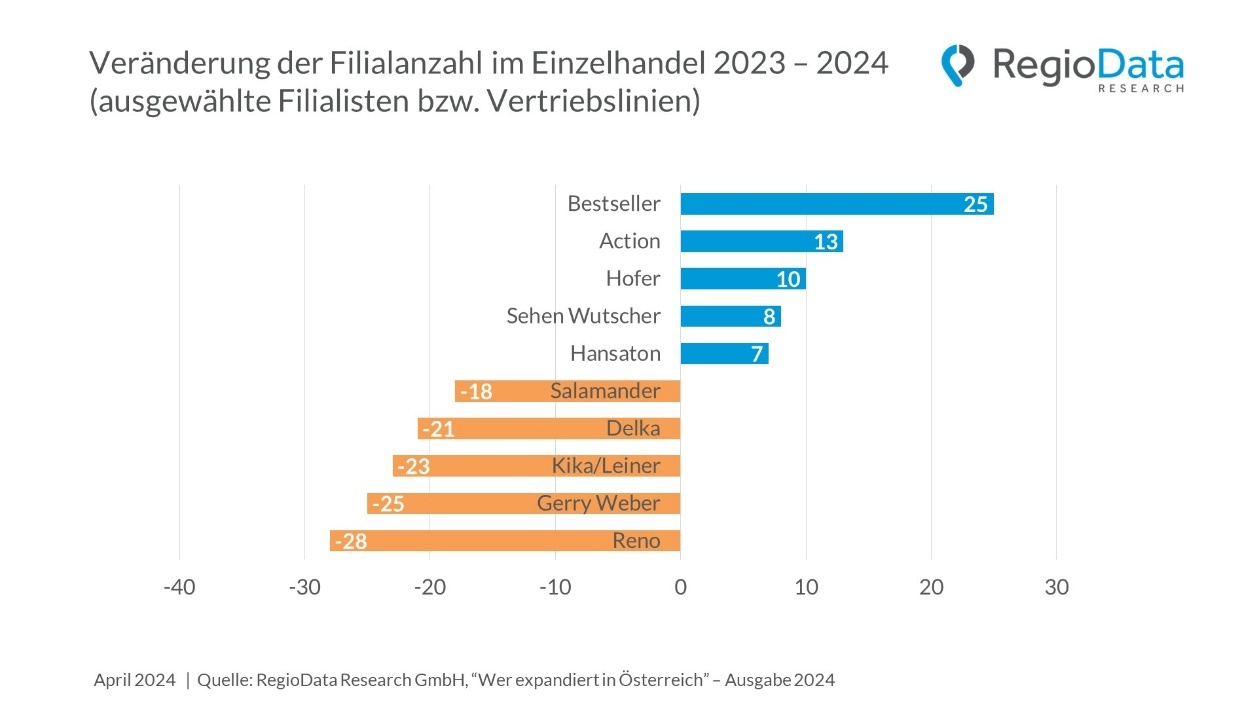 Veränderung der Filialanzahl im Einzelhandel 2023 – 2024
(ausgewählte Filialisten bzw. Vertriebslinien)
RegioData
RESEARCH
Bestseller 25
Action 13
Hofer 10
Sehen Wutscher 8
Hansaton 7
-18 Salamander
-21 Delka
-23 Kika/Leiner
-25 Gerry Weber
-28 Reno
-40 -30 -20 -10 0 10 20 30
April 2024 | Quelle: RegioData Research GmbH, “Wer expandiert in Österreich” – Ausgabe 2024